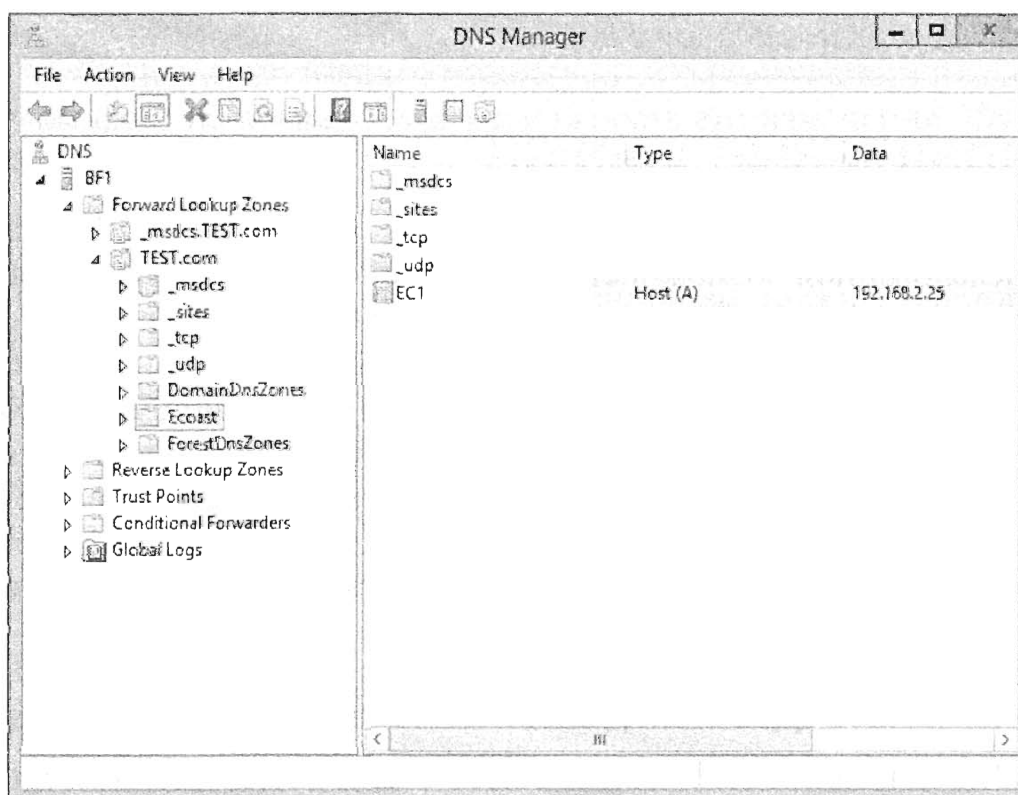 DNS Manager
File Action View Help
DNS
BF1
Forward Lookup Zones
_msdcs.TEST.com
TEST.com
_msdcs
_sites
_tcp
_udp
DomainDnsZones
Ecoast
ForestDnsZones
Reverse Lookup Zones
Trust Points
Conditional Forwarders
Global Logs
Name Type Data
_msdcs
_sites
_tcp
_udp
EC1 Host (A) 192.168.2.25